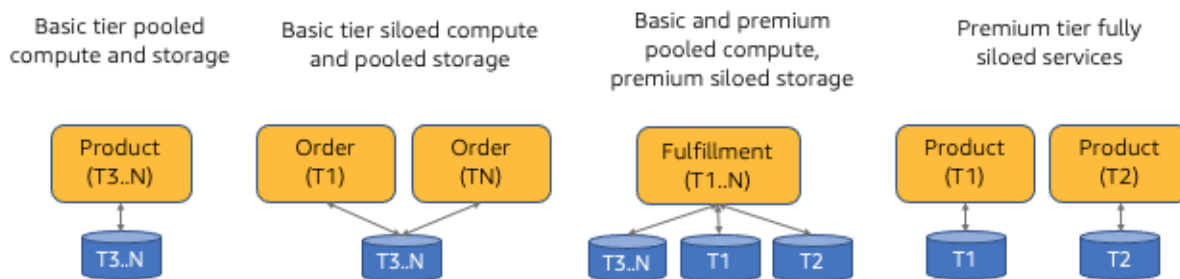 Basic tier pooled
compute and storage
Basic tier siloed compute
and pooled storage
Basic and premium
pooled compute,
premium siloed storage
Premium tier fully
siloed services
Product
(T3..N)
T3..N
Order
(T1)
Order
(TN)
T3..N
Fulfillment
(T1..N)
T3..N
T1
T2
Product
(T1)
Product
(T2)
T1
T2